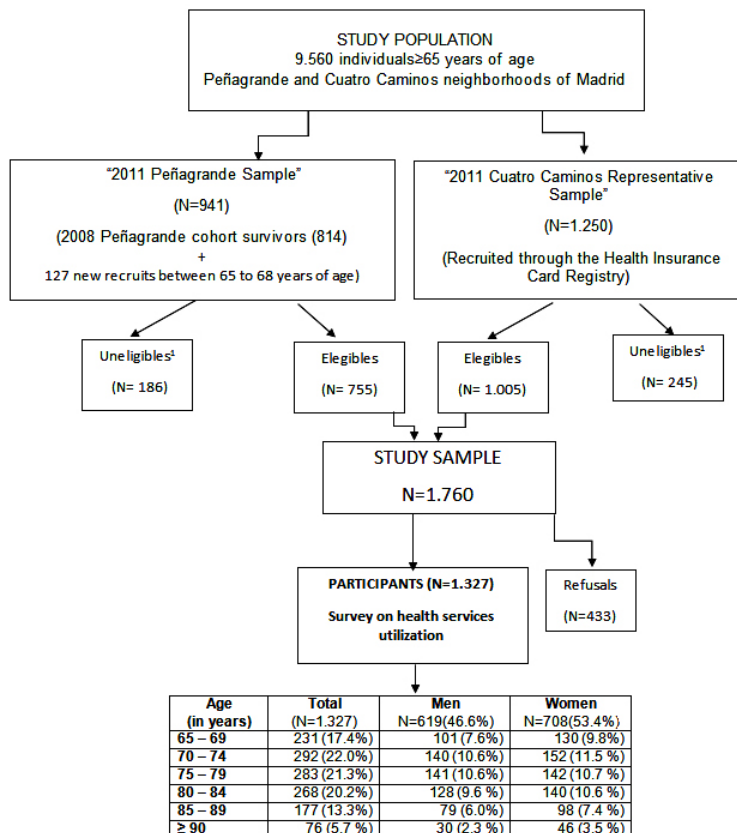 STUDY POPULATION
9.560 individuals≥65 years of age
Peñagrande and Cuatro Caminos neighborhoods of Madrid
“2011 Peñagrande Sample”
(N=941)
(2008 Peñagrande cohort survivors (814)
+
127 new recruits between 65 to 68 years of age)
“2011 Cuatro Caminos Representative
Sample”
(N=1.250)
(Recruited through the Health Insurance
Card Registry)
Uneligibles¹
(N= 186)
Elegibles
(N= 755)
Elegibles
(N= 1.005)
Uneligibles¹
(N= 245)
STUDY SAMPLE
N=1.760
PARTICIPANTS (N=1.327)
Survey on health services
utilization
Refusals
(N=433)
Age Total Men Women
(in years) (N=1.327) N=619(46.6%) N=708(53.4%)
65 – 69 231 (17.4%) 101 (7.6%) 130 (9.8%)
70 – 74 292 (22.0%) 140 (10.6%) 152 (11.5 %)
75 – 79 283 (21.3%) 141 (10.6%) 142 (10.7 %)
80 – 84 268 (20.2%) 128 (9.6 %) 140 (10.6 %)
85 – 89 177 (13.3%) 79 (6.0%) 98 (7.4 %)
≥ 90 76 (5.7 %) 30 (2.3 %) 46 (3.5 %)